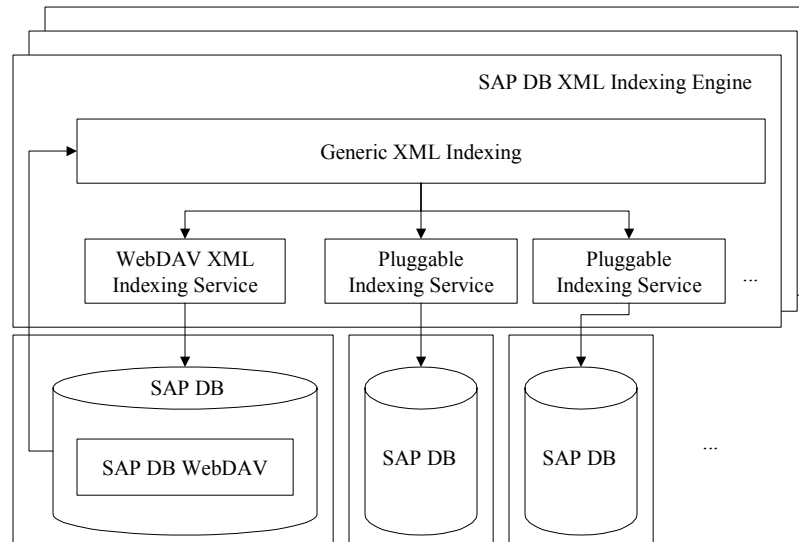 SAP DB XML Indexing Engine
Generic XML Indexing
WebDAV XML
Indexing Service
Pluggable
Indexing Service
Pluggable
Indexing Service
...
SAP DB
SAP DB WebDAV
SAP DB
SAP DB
...